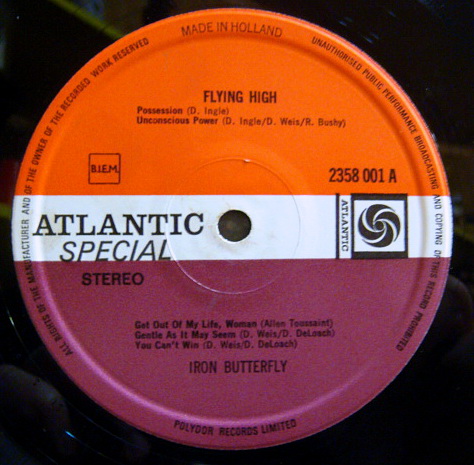 MADE IN HOLLAND
UNAUTHORISED PUBLIC PERFORMANCE BROADCASTING AND COPYING OF THIS RECORD PROHIBITED
ALL RIGHTS OF THE MANUFACTURER AND OF THE OWNER OF THE RECORDED WORK RESERVED
FLYING HIGH
Possession (D. Ingle)
Unconscious Power (D. Ingle/D. Weis/R. Bushy)
B.I.E.M.
2358 001 A
ATLANTIC
SPECIAL
ATLANTIC
STEREO
Get Out Of My Life, Woman (Allen Toussaint)
Gentle As It May Seem (D. Weis/D. DeLoach)
You Can't Win (D. Weis/D. DeLoach)
IRON BUTTERFLY
POLYDOR RECORDS LIMITED